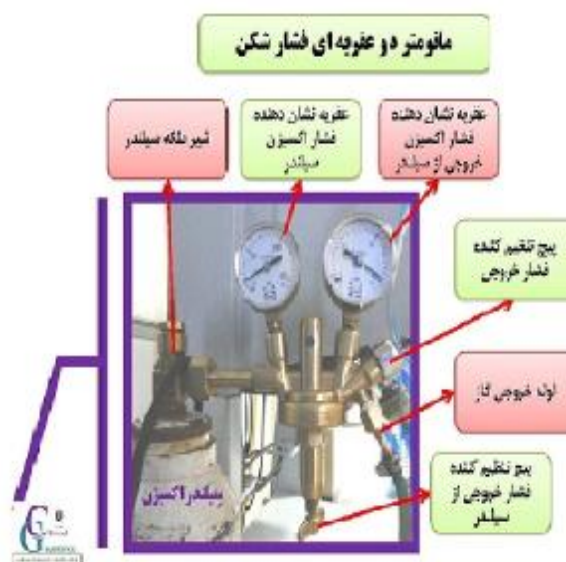 مانومتر دو عقربه ای فشار شکن
شیر فلکه سیلندر
عقربه نشان دهنده
فشار اکسیژن
سیلندر
عقربه نشان دهنده
فشار اکسیژن
خروجی از سیلندر
پیچ تنظیم کننده
فشار خروجی
لوله خروجی گاز
پیچ تنظیم کننده
فشار خروجی از
سیلندر
سیلندر اکسیژن